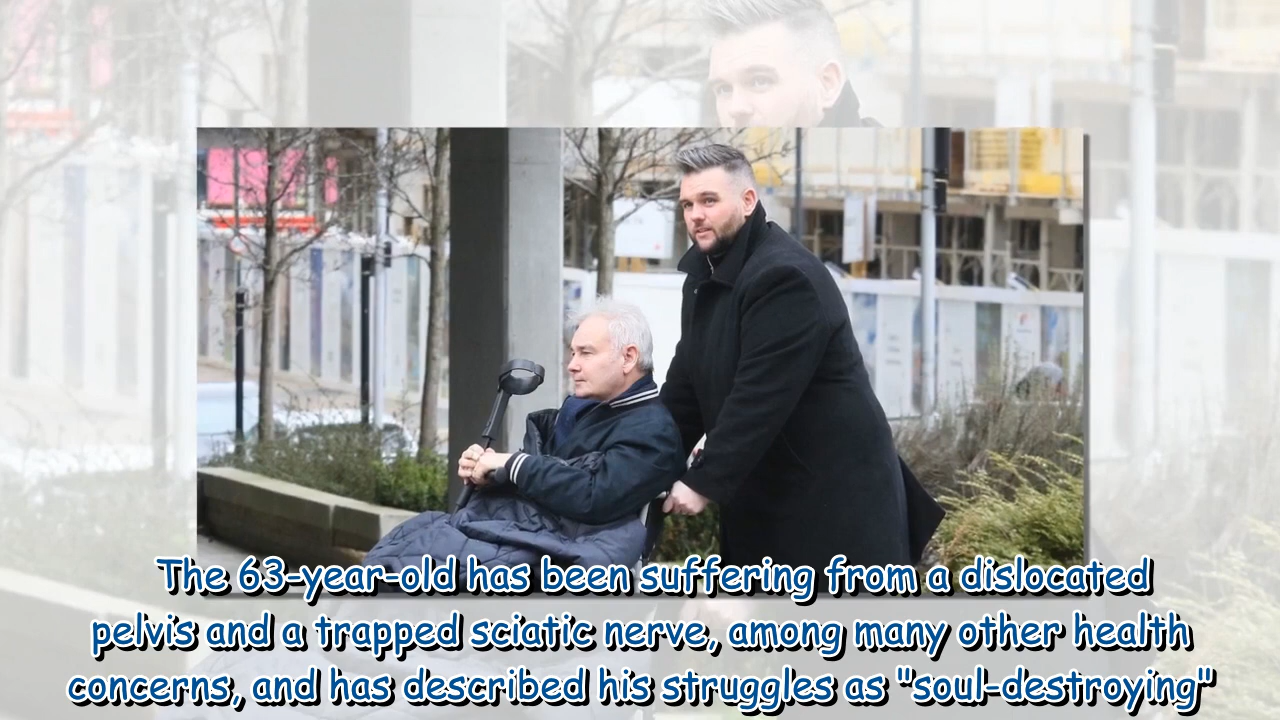 The 63-year-old has been suffering from a dislocated
pelvis and a trapped sciatic nerve, among many other health
concerns, and has described his struggles as "soul-destroying"